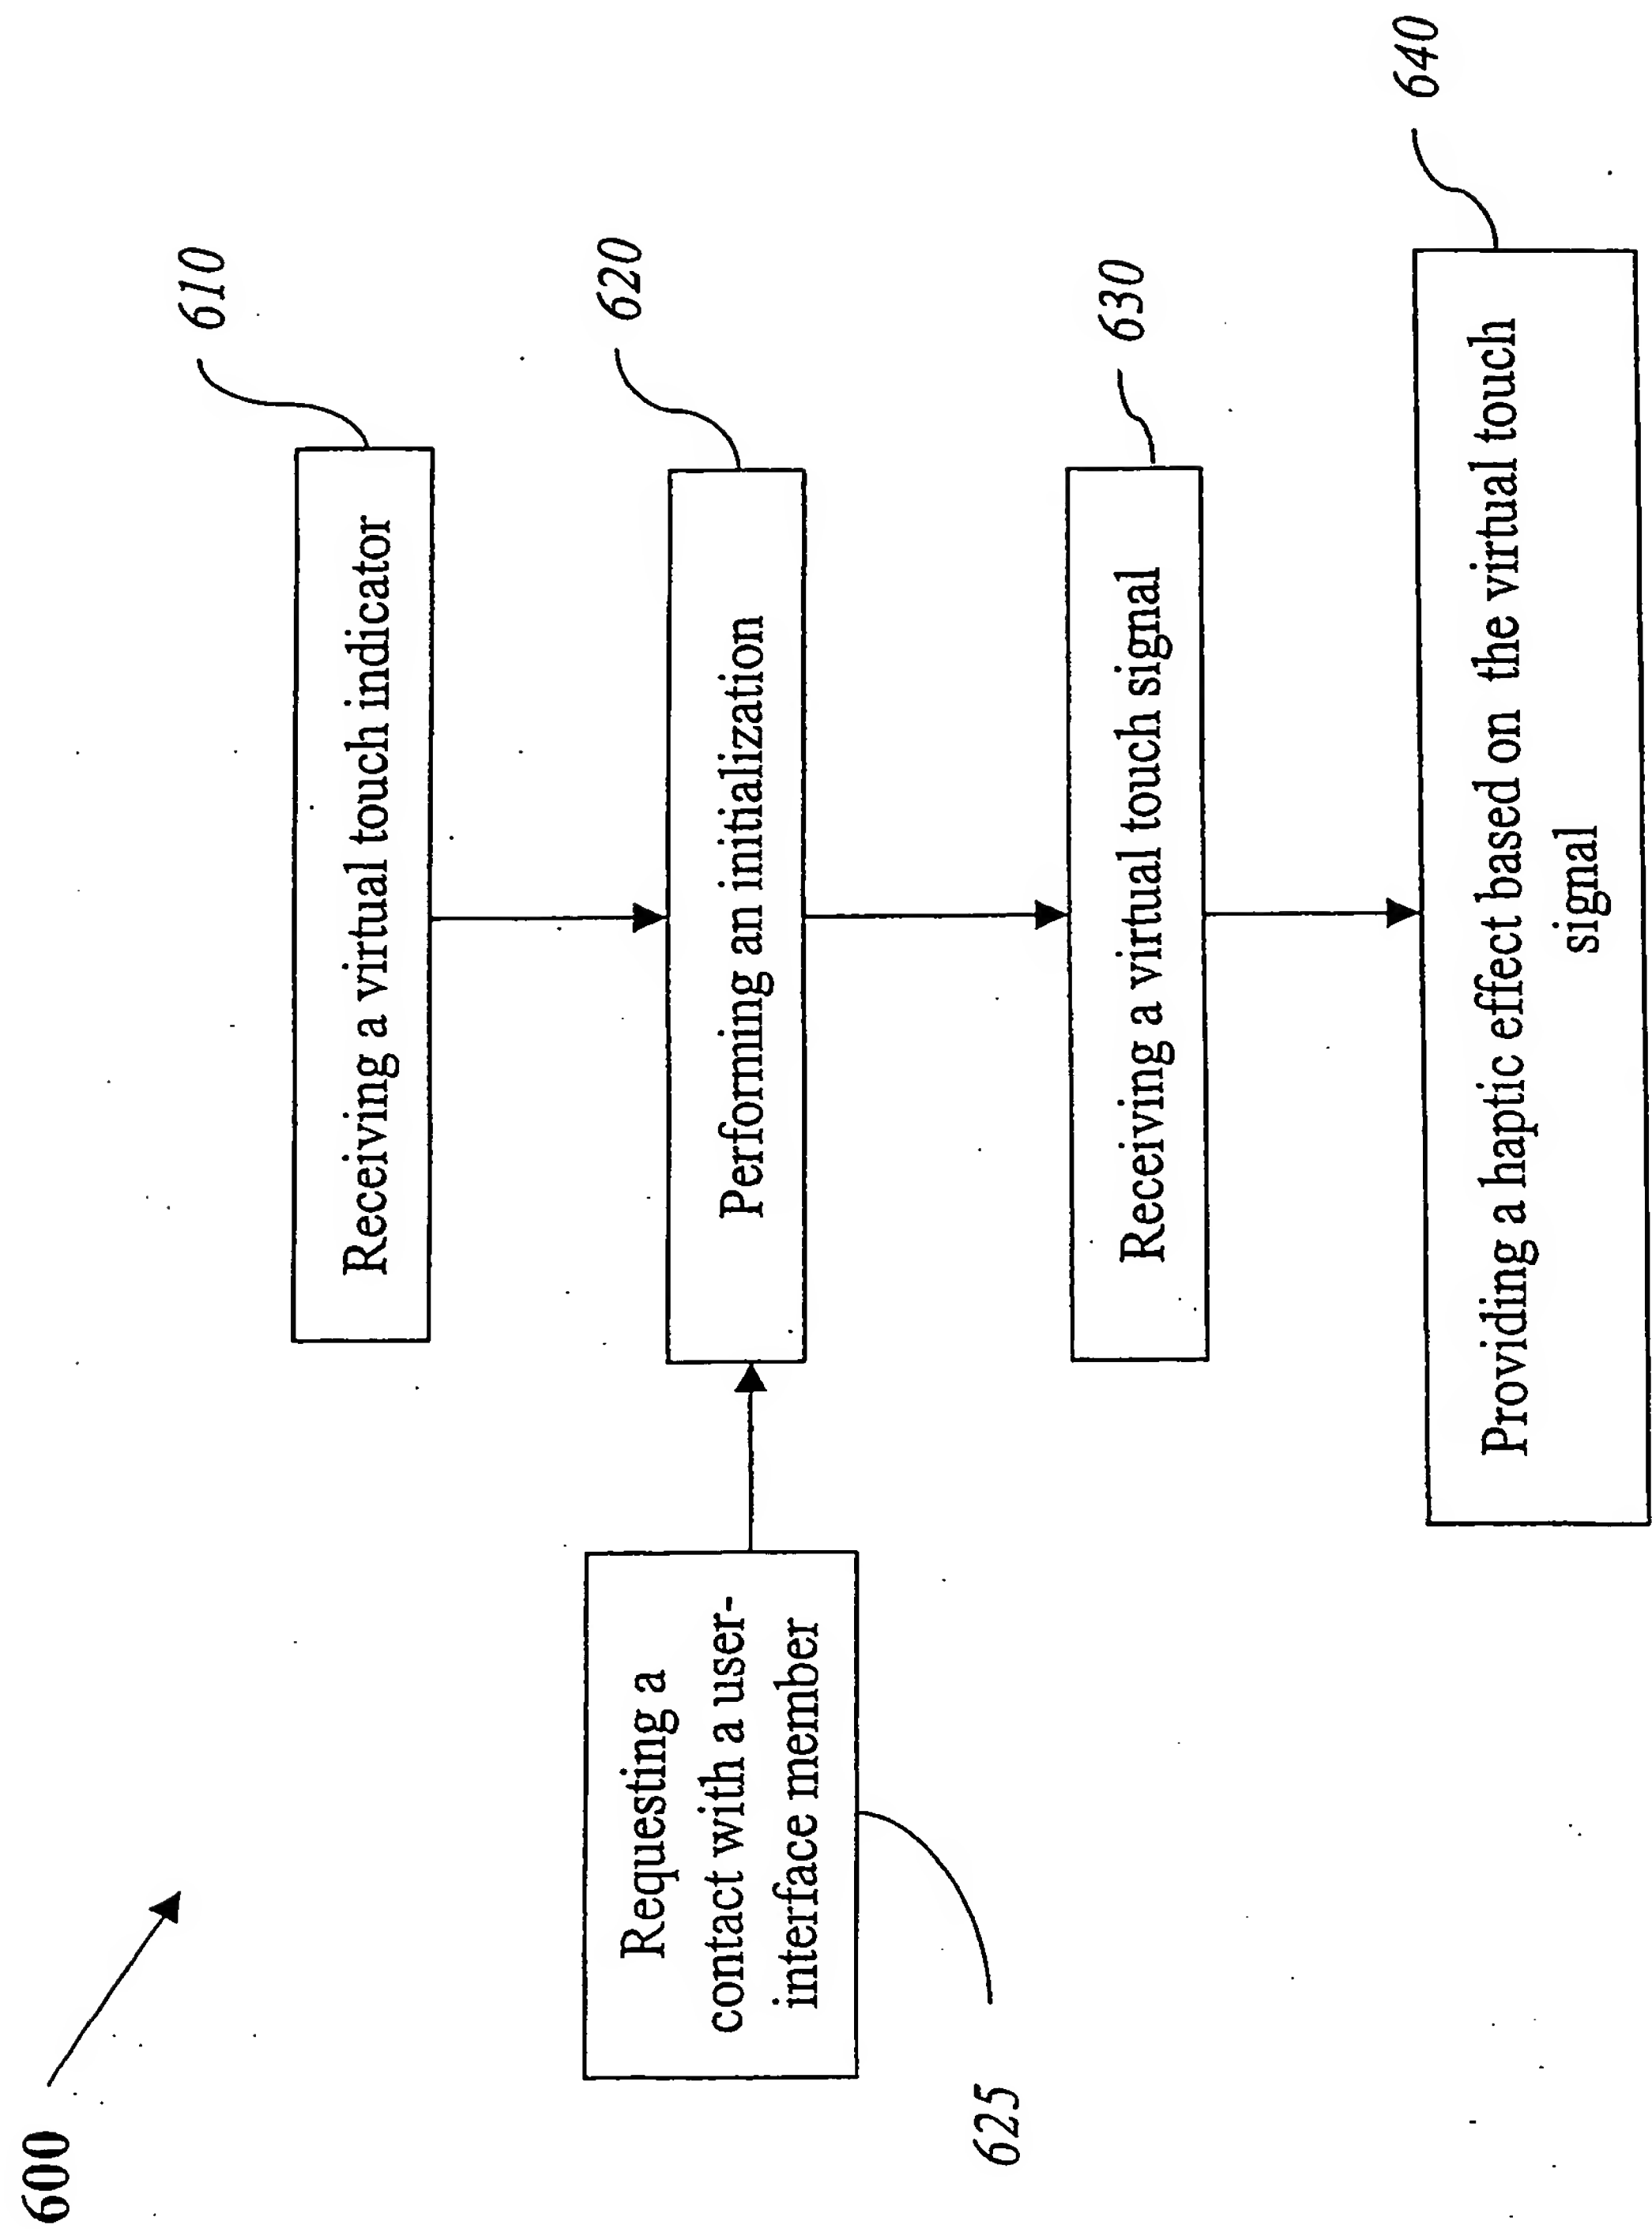 600
610
Receiving a virtual touch indicator
620
Performing an initialization
Requesting a
contact with a user-
interface member
625
630
Receiving a virtual touch signal
640
Providing a haptic effect based on the virtual touch
signal